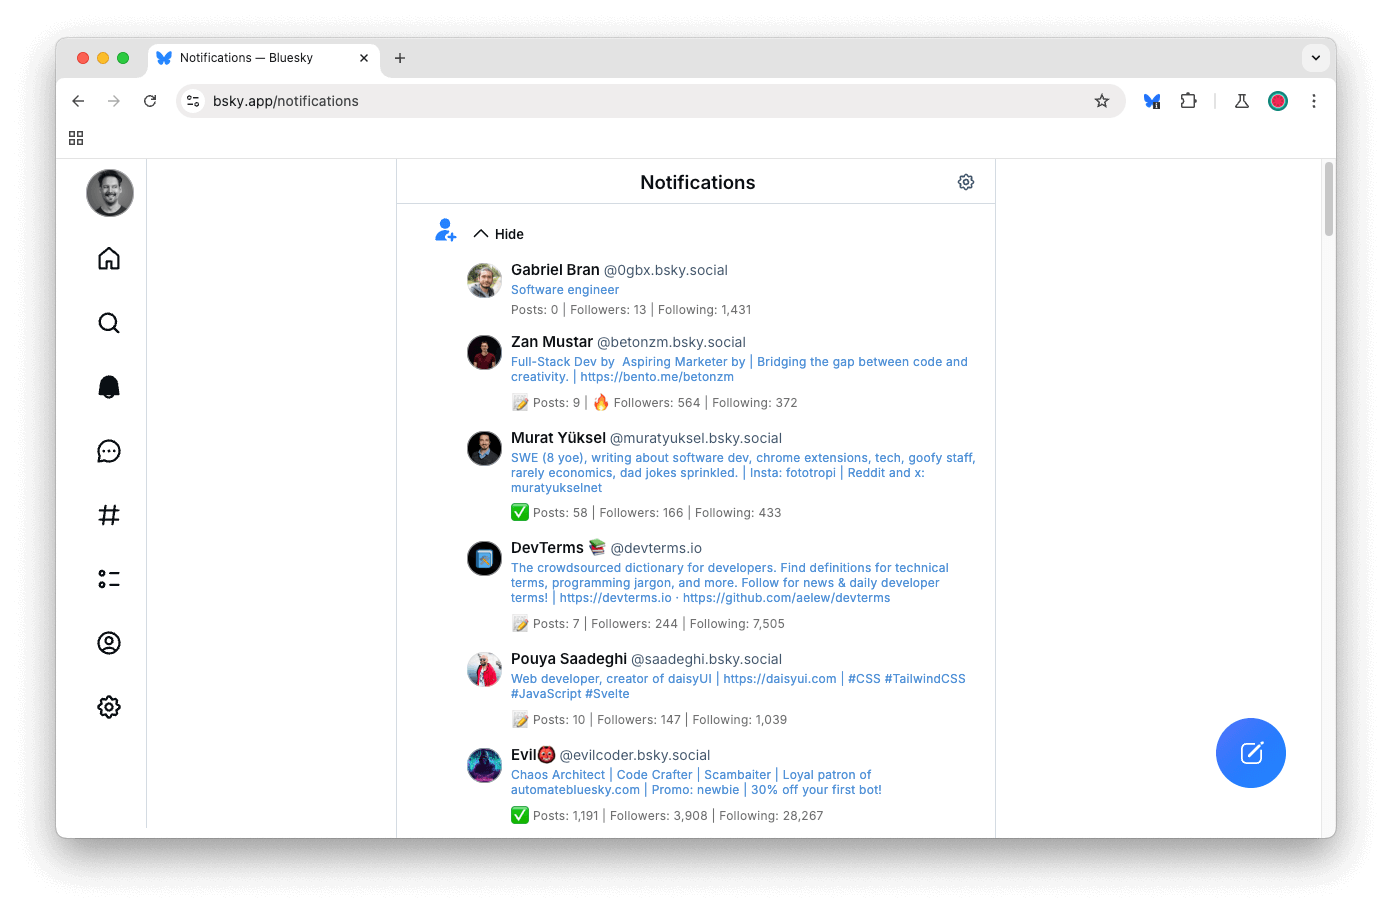 Notifications — Bluesky
bsky.app/notifications
Notifications
Hide
Gabriel Bran @0gbx.bsky.social
Software engineer
Posts: 0 | Followers: 13 | Following: 1,431
Zan Mustar @betonzm.bsky.social
Full-Stack Dev by  Aspiring Marketer by | Bridging the gap between code and
creativity. | https://bento.me/betonzm
📝 Posts: 9 | 🔥 Followers: 564 | Following: 372
Murat Yüksel @muratyuksel.bsky.social
SWE (8 yoe), writing about software dev, chrome extensions, tech, goofy staff,
rarely economics, dad jokes sprinkled. | Insta: fototropi | Reddit and x:
muratyukselnet
✅ Posts: 58 | Followers: 166 | Following: 433
DevTerms 📚 @devterms.io
The crowdsourced dictionary for developers. Find definitions for technical
terms, programming jargon, and more. Follow for news & daily developer
terms! | https://devterms.io · https://github.com/aelew/devterms
📝 Posts: 7 | Followers: 244 | Following: 7,505
Pouya Saadeghi @saadeghi.bsky.social
Web developer, creator of daisyUI | https://daisyui.com | #CSS #TailwindCSS
#JavaScript #Svelte
📝 Posts: 10 | Followers: 147 | Following: 1,039
Evil👹 @evilcoder.bsky.social
Chaos Architect | Code Crafter | Scambaiter | Loyal patron of
automatebluesky.com | Promo: newbie | 30% off your first bot!
✅ Posts: 1,191 | Followers: 3,908 | Following: 28,267